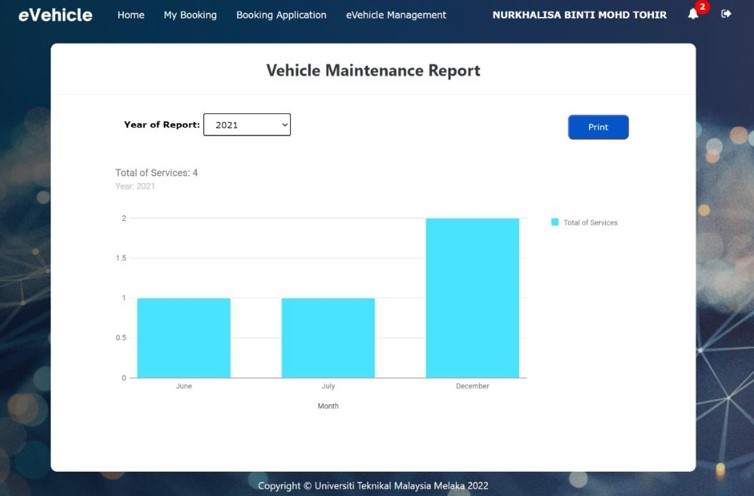 eVehicle Home My Booking Booking Application eVehicle Management NURKHALISA BINTI MOHD TOHIR 2
Vehicle Maintenance Report
Year of Report: 2021 Print
Total of Services: 4
Year: 2021
2
Total of Services
1.5
1
0.5
0
June July December
Month
Copyright © Universiti Teknikal Malaysia Melaka 2022